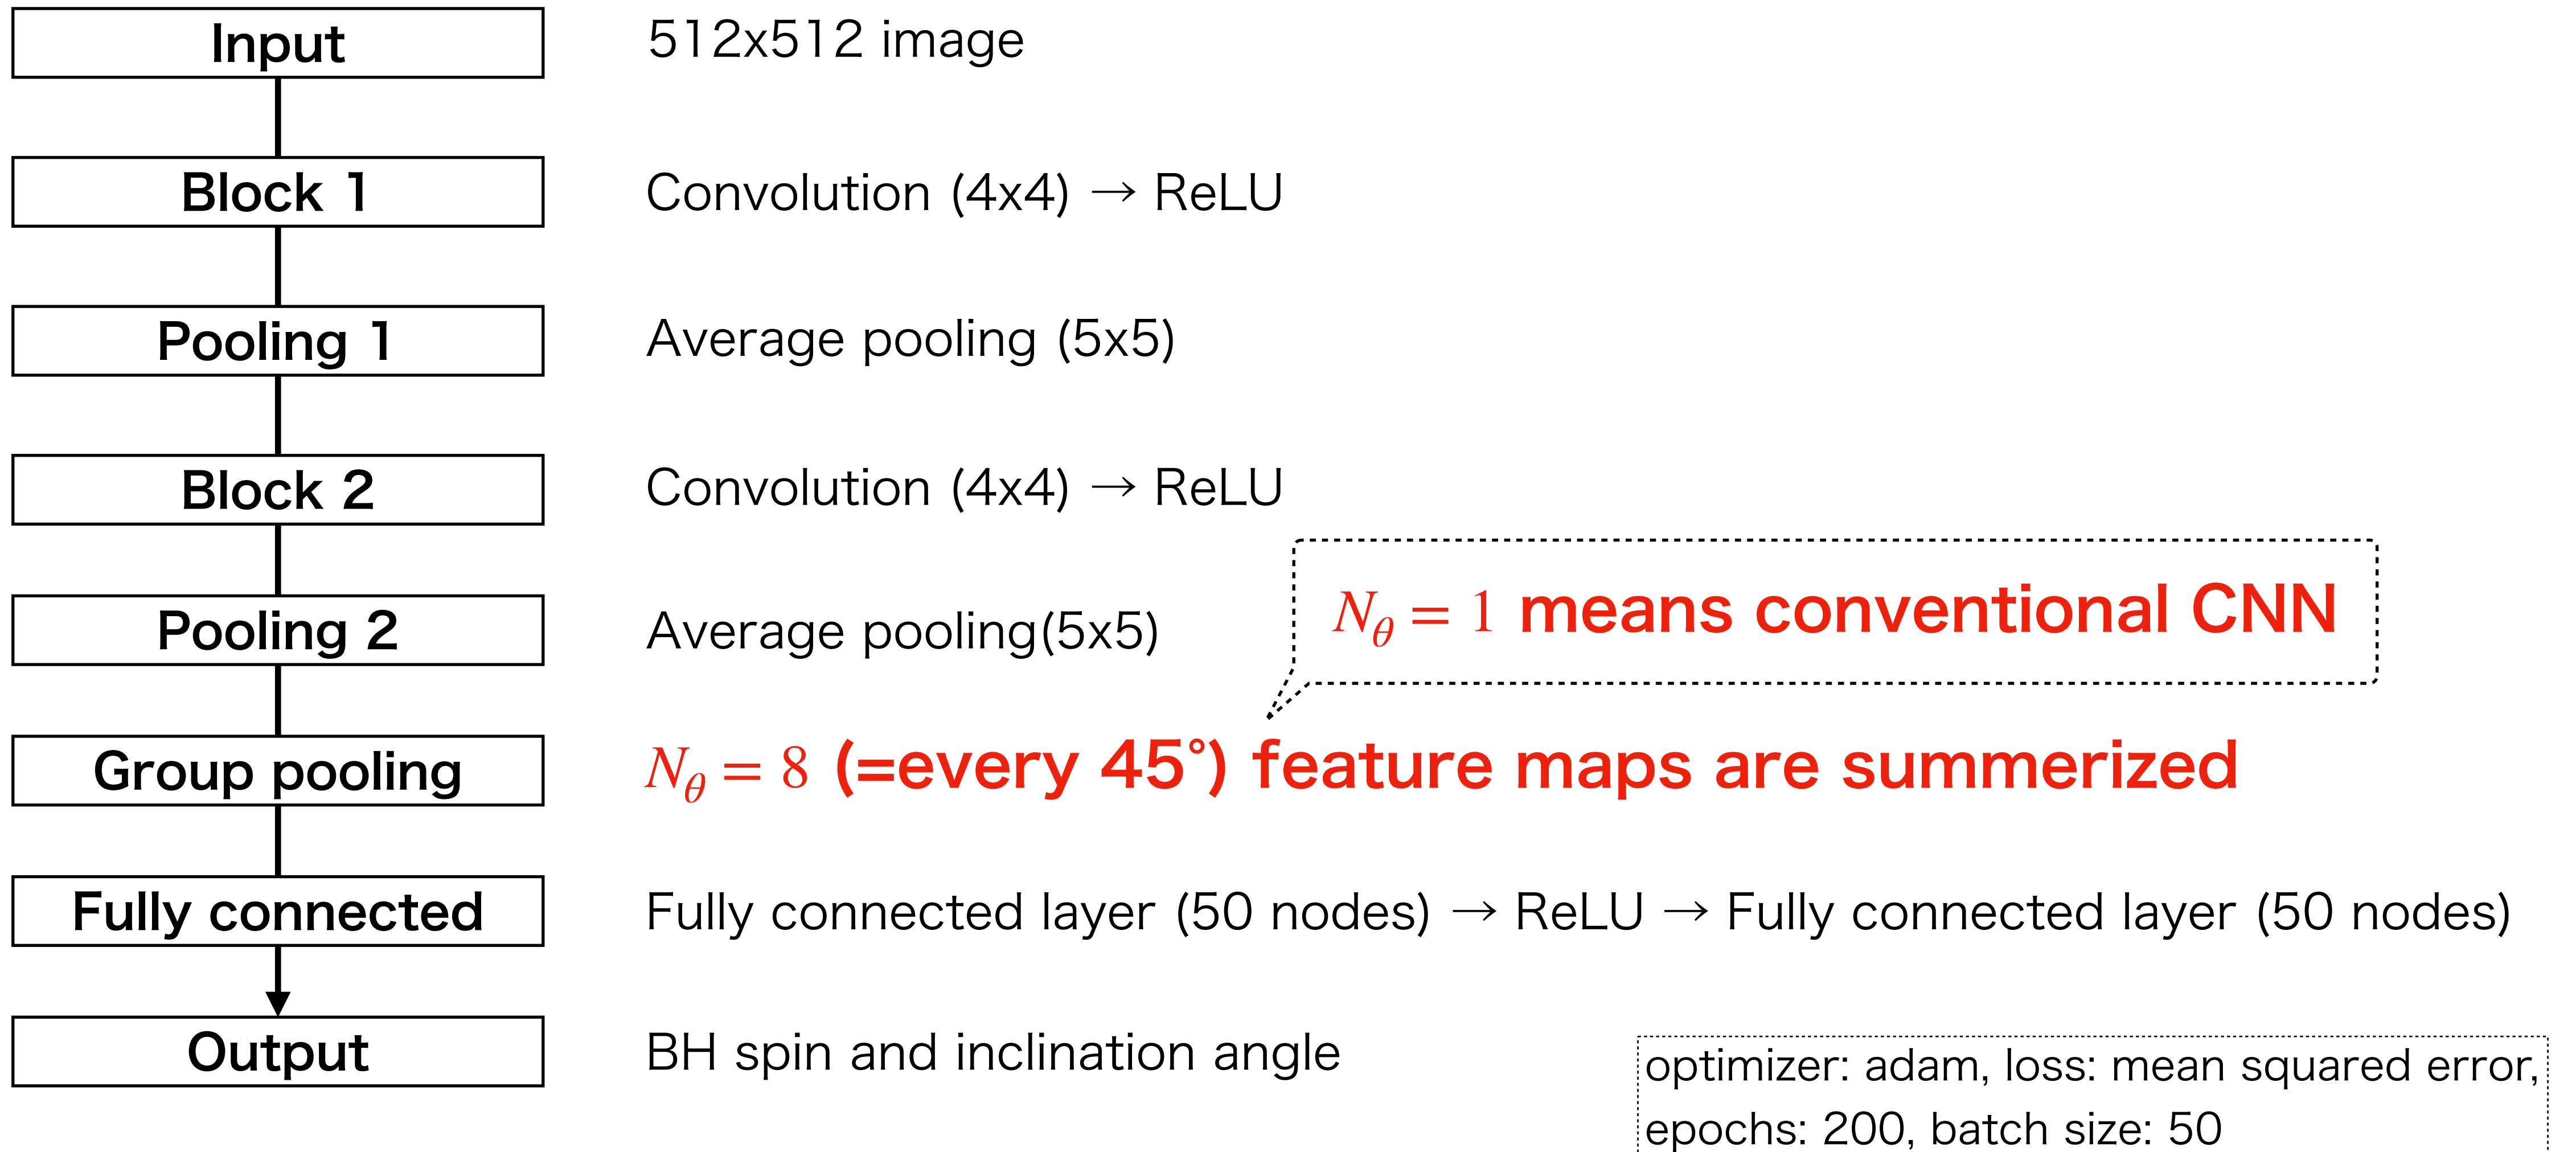 Input
512x512 image
Block 1
Convolution (4x4) → ReLU
Pooling 1
Average pooling (5x5)
Block 2
Convolution (4x4) → ReLU
Pooling 2
Average pooling(5x5)
N_θ = 1 means conventional CNN
Group pooling
N_θ = 8 (=every 45°) feature maps are summerized
Fully connected
Fully connected layer (50 nodes) → ReLU → Fully connected layer (50 nodes)
Output
BH spin and inclination angle
optimizer: adam, loss: mean squared error,
epochs: 200, batch size: 50